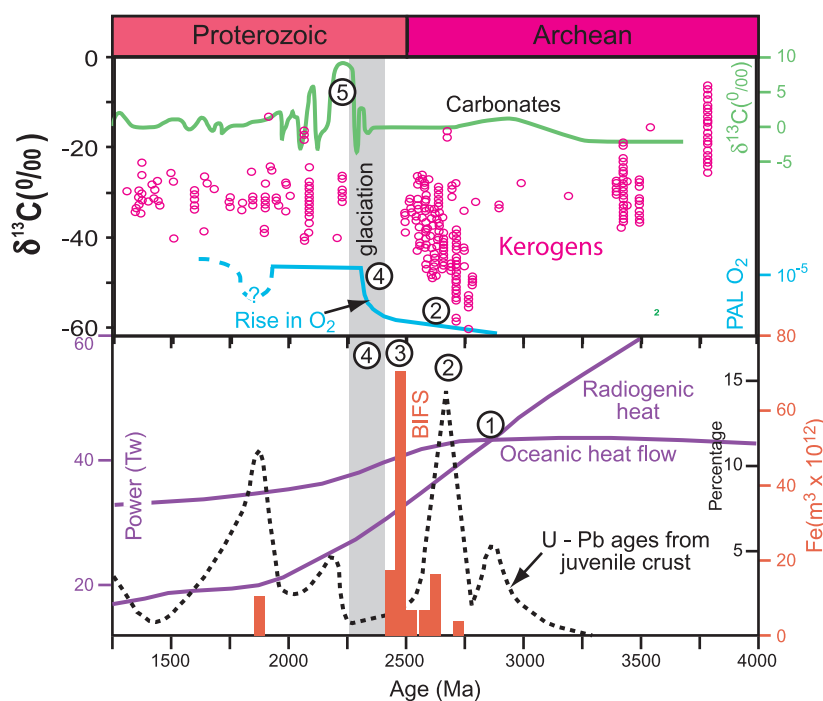 Proterozoic Archean
0 10
δ13C(0/00)
5
5
Carbonates
0
-20
-5
δ13C(0/00)
glaciation
Kerogens
-40
4
10-5
PAL O2
?
Rise in O2
2
2
-60 80
60
4 3 2
15
BIFS
Radiogenic
heat
60
1
Oceanic heat flow
Power (Tw)
40
10
40
Percentage
Fe(m3 x 1012)
U - Pb ages from
juvenile crust
5
20
20
0
1500 2000 2500 3000 3500 4000
Age (Ma)